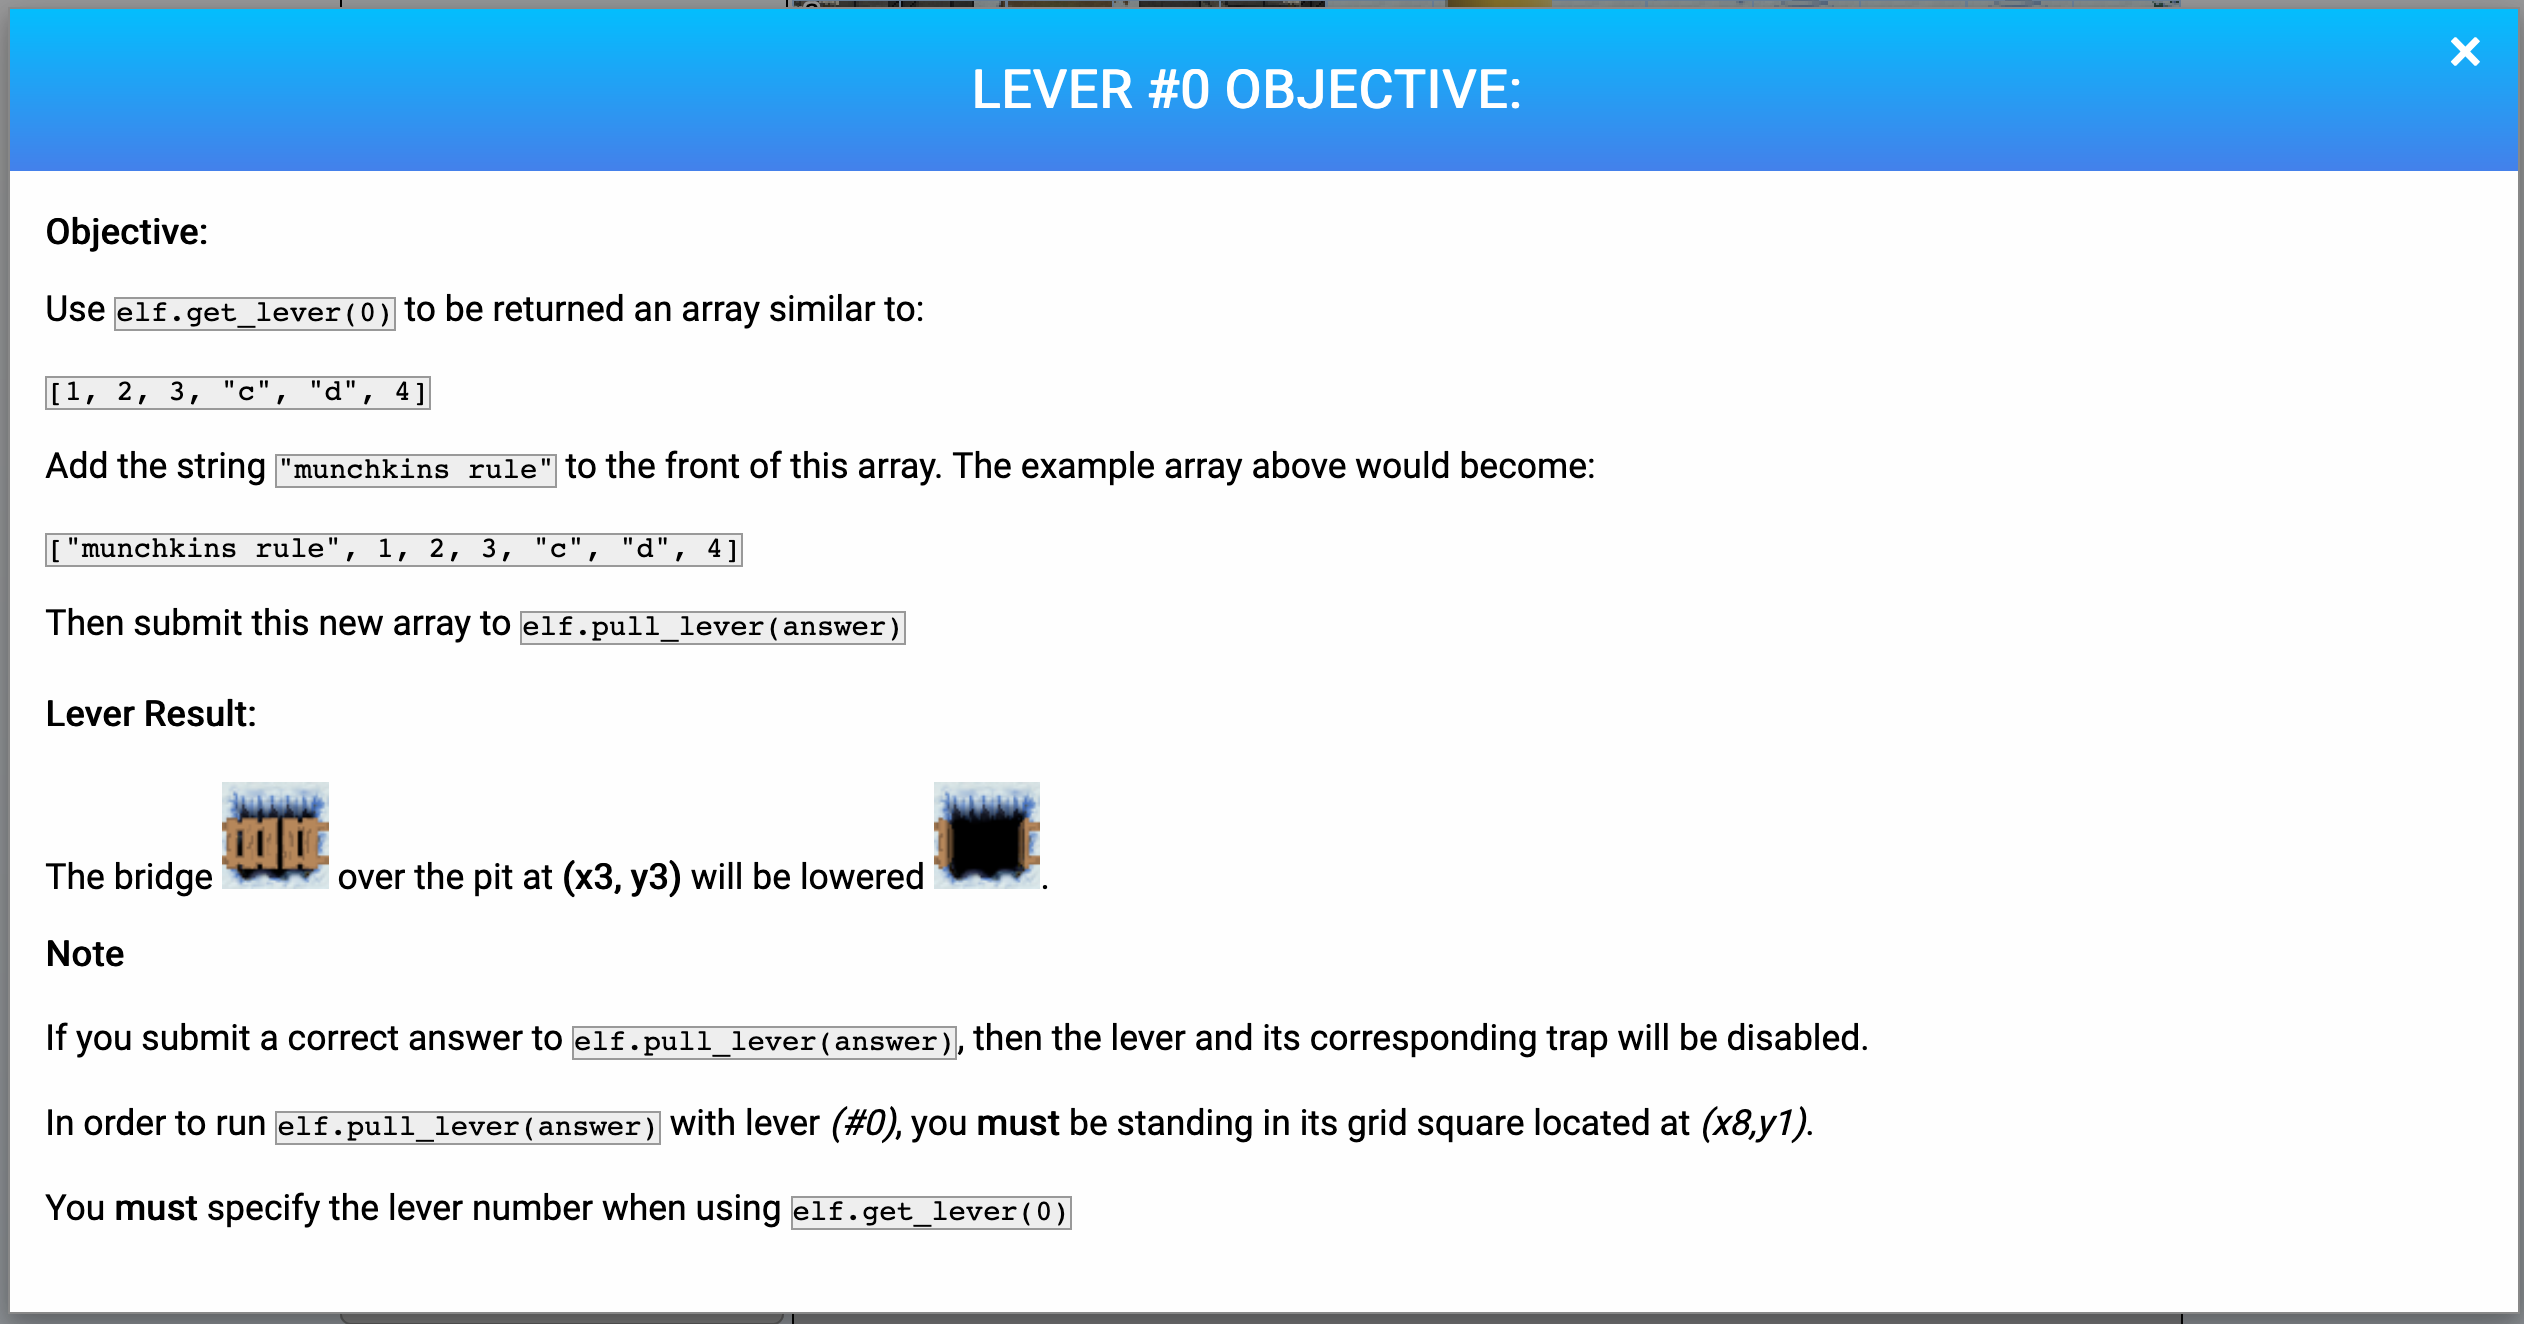 LEVER #0 OBJECTIVE:
Objective:
Use elf.get_lever(0) to be returned an array similar to:
[1, 2, 3, "c", "d", 4]
Add the string "munchkins rule" to the front of this array. The example array above would become:
["munchkins rule", 1, 2, 3, "c", "d", 4]
Then submit this new array to elf.pull_lever(answer)
Lever Result:
The bridge over the pit at (x3, y3) will be lowered .
Note
If you submit a correct answer to elf.pull_lever(answer), then the lever and its corresponding trap will be disabled.
In order to run elf.pull_lever(answer) with lever (#0), you must be standing in its grid square located at (x8,y1).
You must specify the lever number when using elf.get_lever(0)